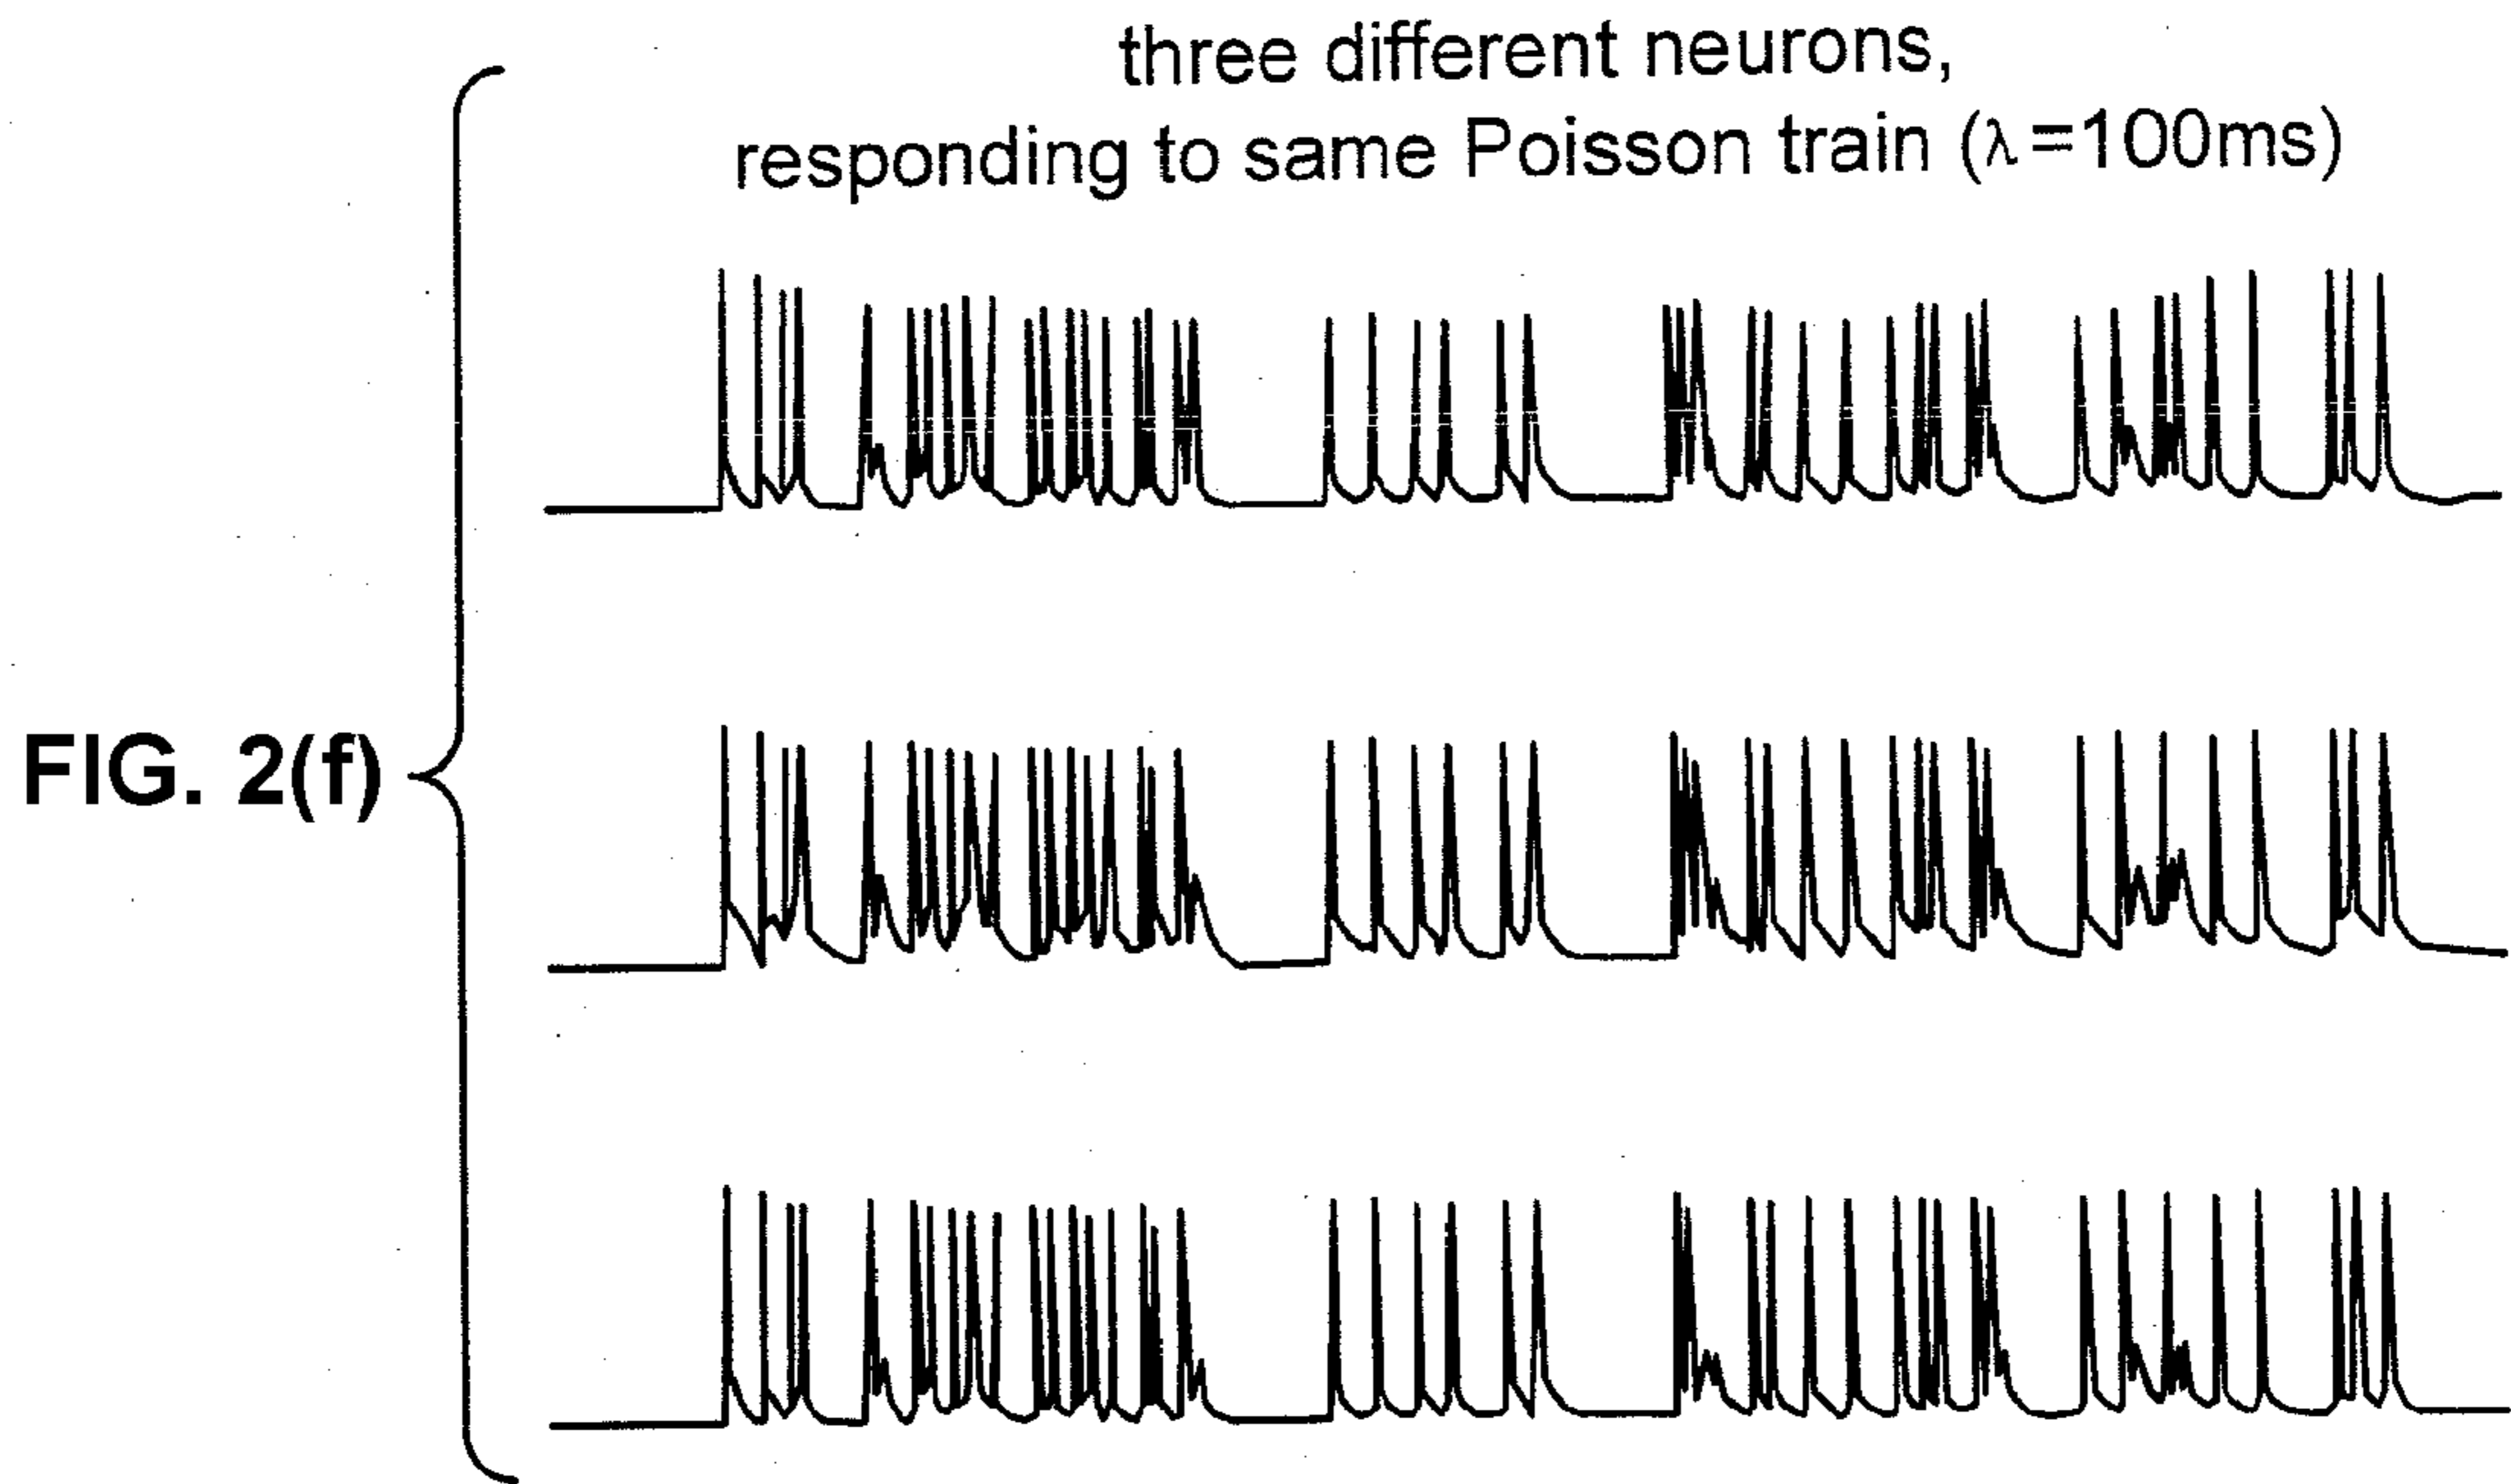 three different neurons,
responding to same Poisson train (λ=100ms)
FIG. 2(f)